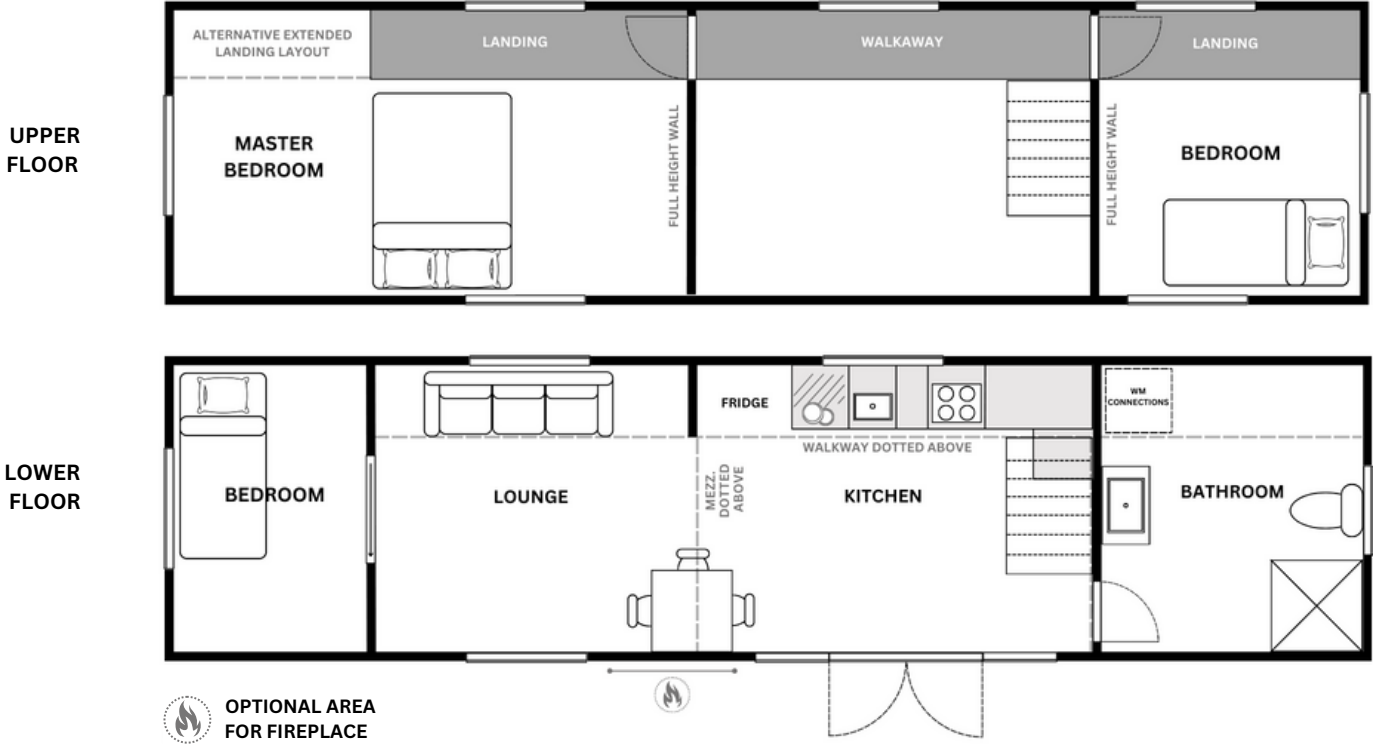 UPPER
FLOOR
ALTERNATIVE EXTENDED
LANDING LAYOUT
LANDING
WALKAWAY
LANDING
MASTER
BEDROOM
FULL HEIGHT WALL
FULL HEIGHT WALL
BEDROOM
LOWER
FLOOR
BEDROOM
LOUNGE
FRIDGE
WALKWAY DOTTED ABOVE
MEZZ.
DOTTED
ABOVE
KITCHEN
WM
CONNECTIONS
BATHROOM
OPTIONAL AREA
FOR FIREPLACE